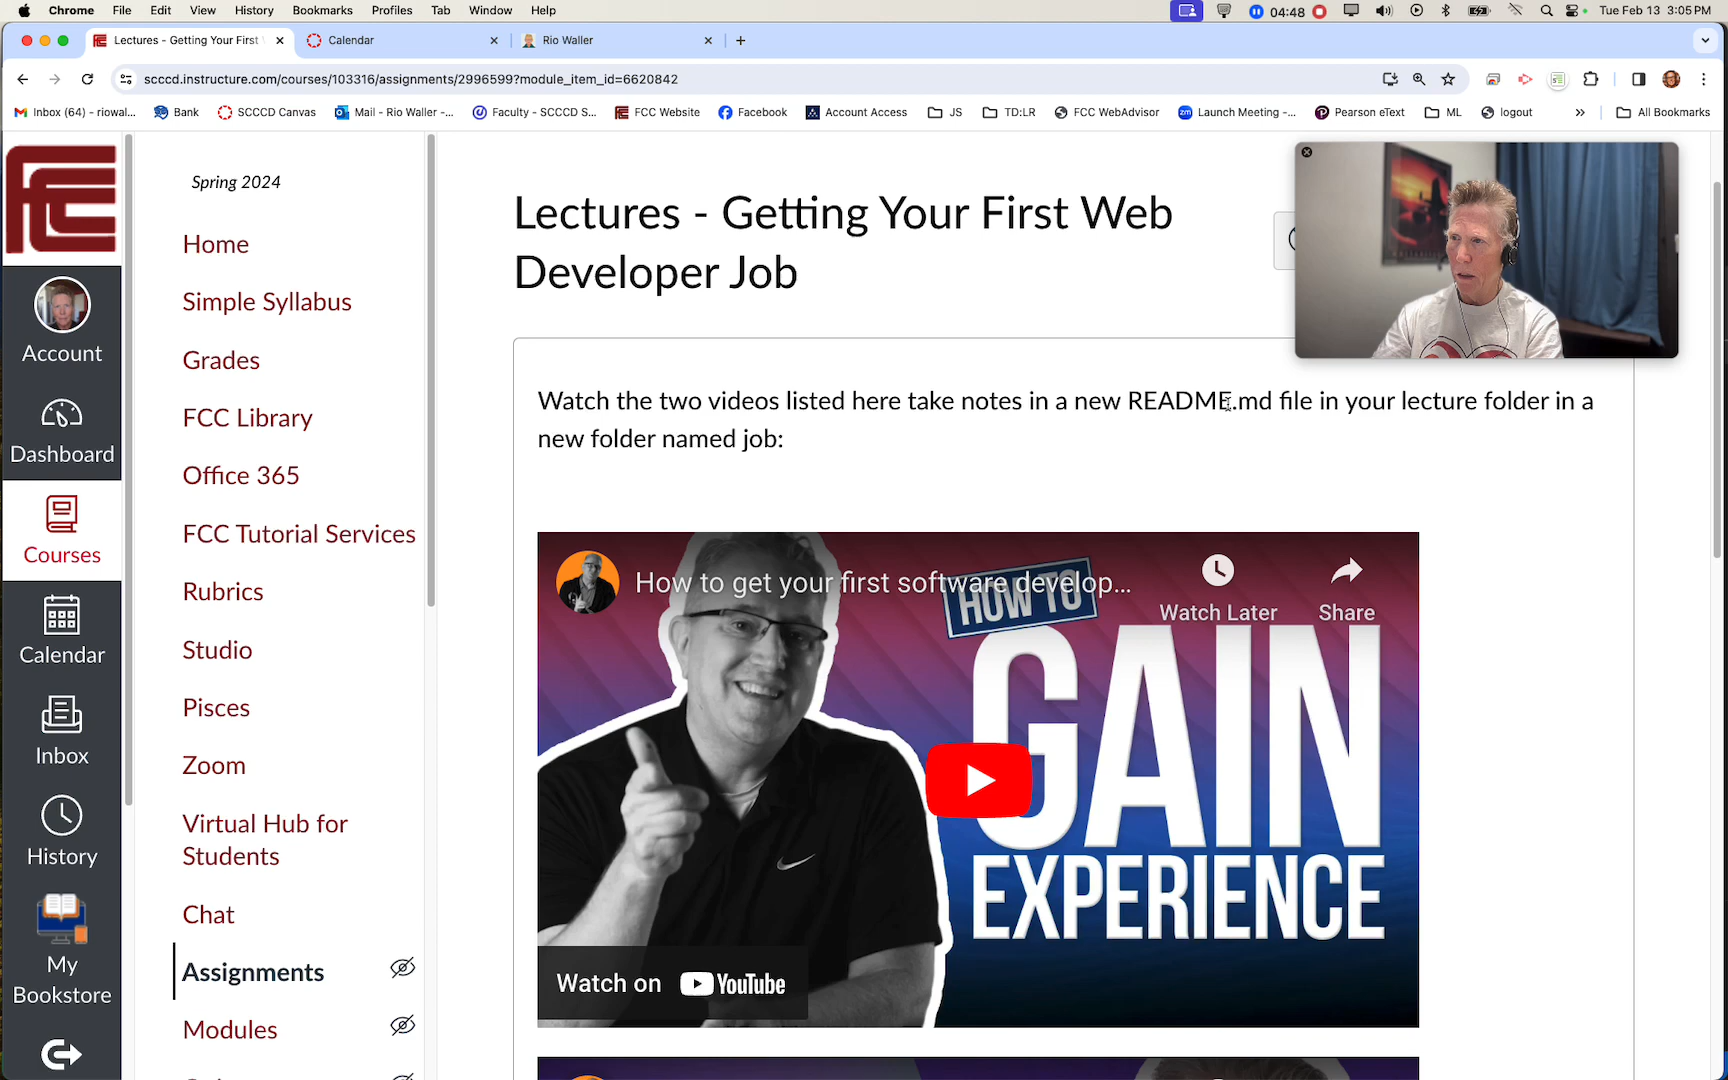 Chrome File Edit View History Bookmarks Profiles Tab Window Help 04:48 Tue Feb 13 3:05 PM
Lectures - Getting Your First Calendar Rio Waller
scccd.instructure.com/courses/103316/assignments/2996599?module_item_id=6620842
Inbox (64) - riowal... Bank SCCCD Canvas Mail - Rio Waller -... Faculty - SCCCD S... FCC Website Facebook Account Access JS TD:LR FCC WebAdvisor Launch Meeting -... Pearson eText ML logout » All Bookmarks
FCC
Account
Dashboard
Courses
Calendar
Inbox
History
My
Bookstore
Spring 2024
Home
Simple Syllabus
Grades
FCC Library
Office 365
FCC Tutorial Services
Rubrics
Studio
Pisces
Zoom
Virtual Hub for
Students
Chat
Assignments
Modules
Lectures - Getting Your First Web
Developer Job
Watch the two videos listed here take notes in a new README.md file in your lecture folder in a
new folder named job:
How to get your first software develop...
Watch Later Share
HOW TO
GAIN
EXPERIENCE
Watch on YouTube